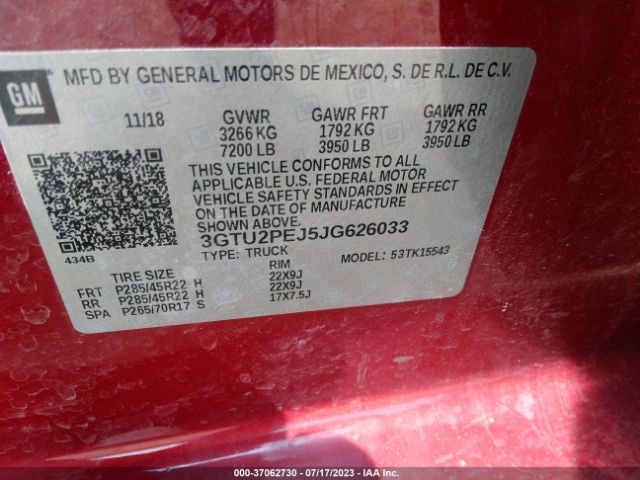 GM
MFD BY GENERAL MOTORS DE MEXICO, S. DE R.L. DE C.V.
11/18 GVWR GAWR FRT GAWR RR
3266 KG 1792 KG 1792 KG
7200 LB 3950 LB 3950 LB
THIS VEHICLE CONFORMS TO ALL
APPLICABLE U.S. FEDERAL MOTOR
VEHICLE SAFETY STANDARDS IN EFFECT
ON THE DATE OF MANUFACTURE
SHOWN ABOVE.
3GTU2PEJ5JG626033
434B TYPE: TRUCK MODEL: 53TK15543
TIRE SIZE RIM
FRT P285/45R22 H 22X9J
RR P285/45R22 H 22X9J
SPA P265/70R17 S 17X7.5J
000-37062730 - 07/17/2023 - IAA Inc.